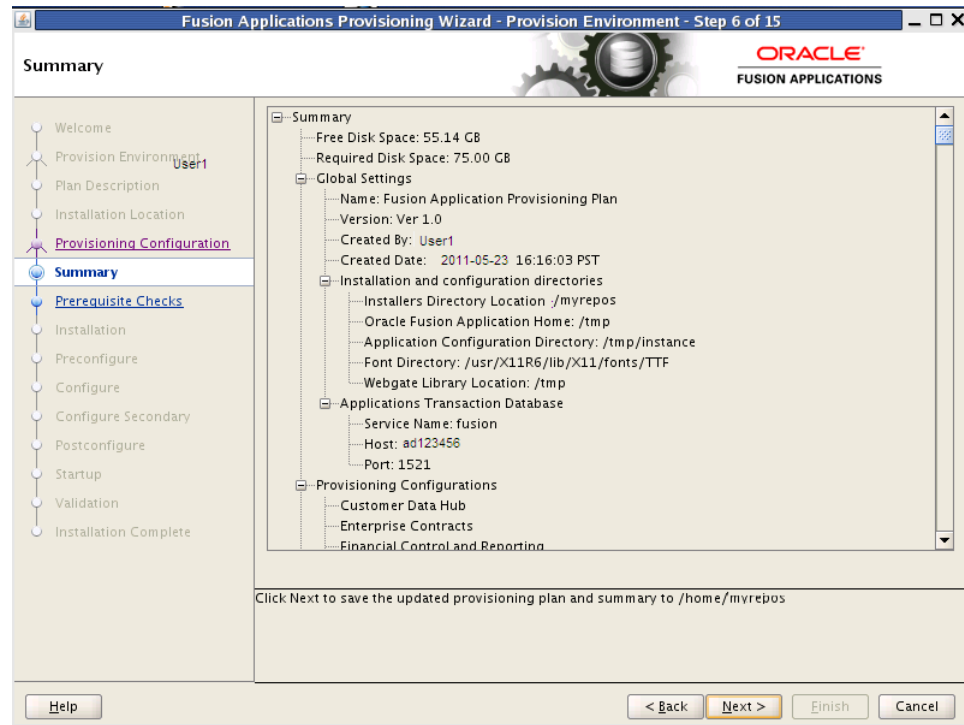 Fusion Applications Provisioning Wizard - Provision Environment - Step 6 of 15
Summary
ORACLE
FUSION APPLICATIONS
Welcome
Provision Environment
User1
Plan Description
Installation Location
Provisioning Configuration
Summary
Prerequisite Checks
Installation
Preconfigure
Configure
Configure Secondary
Postconfigure
Startup
Validation
Installation Complete
Summary
Free Disk Space: 55.14 GB
Required Disk Space: 75.00 GB
Global Settings
Name: Fusion Application Provisioning Plan
Version: Ver 1.0
Created By: User1
Created Date: 2011-05-23 16:16:03 PST
Installation and configuration directories
Installers Directory Location :/myrepos
Oracle Fusion Application Home: /tmp
Application Configuration Directory: /tmp/instance
Font Directory: /usr/X11R6/lib/X11/fonts/TTF
Webgate Library Location: /tmp
Applications Transaction Database
Service Name: fusion
Host: ad123456
Port: 1521
Provisioning Configurations
Customer Data Hub
Enterprise Contracts
Financial Control and Reporting
Click Next to save the updated provisioning plan and summary to /home/myrepos
Help
< Back
Next >
Finish
Cancel